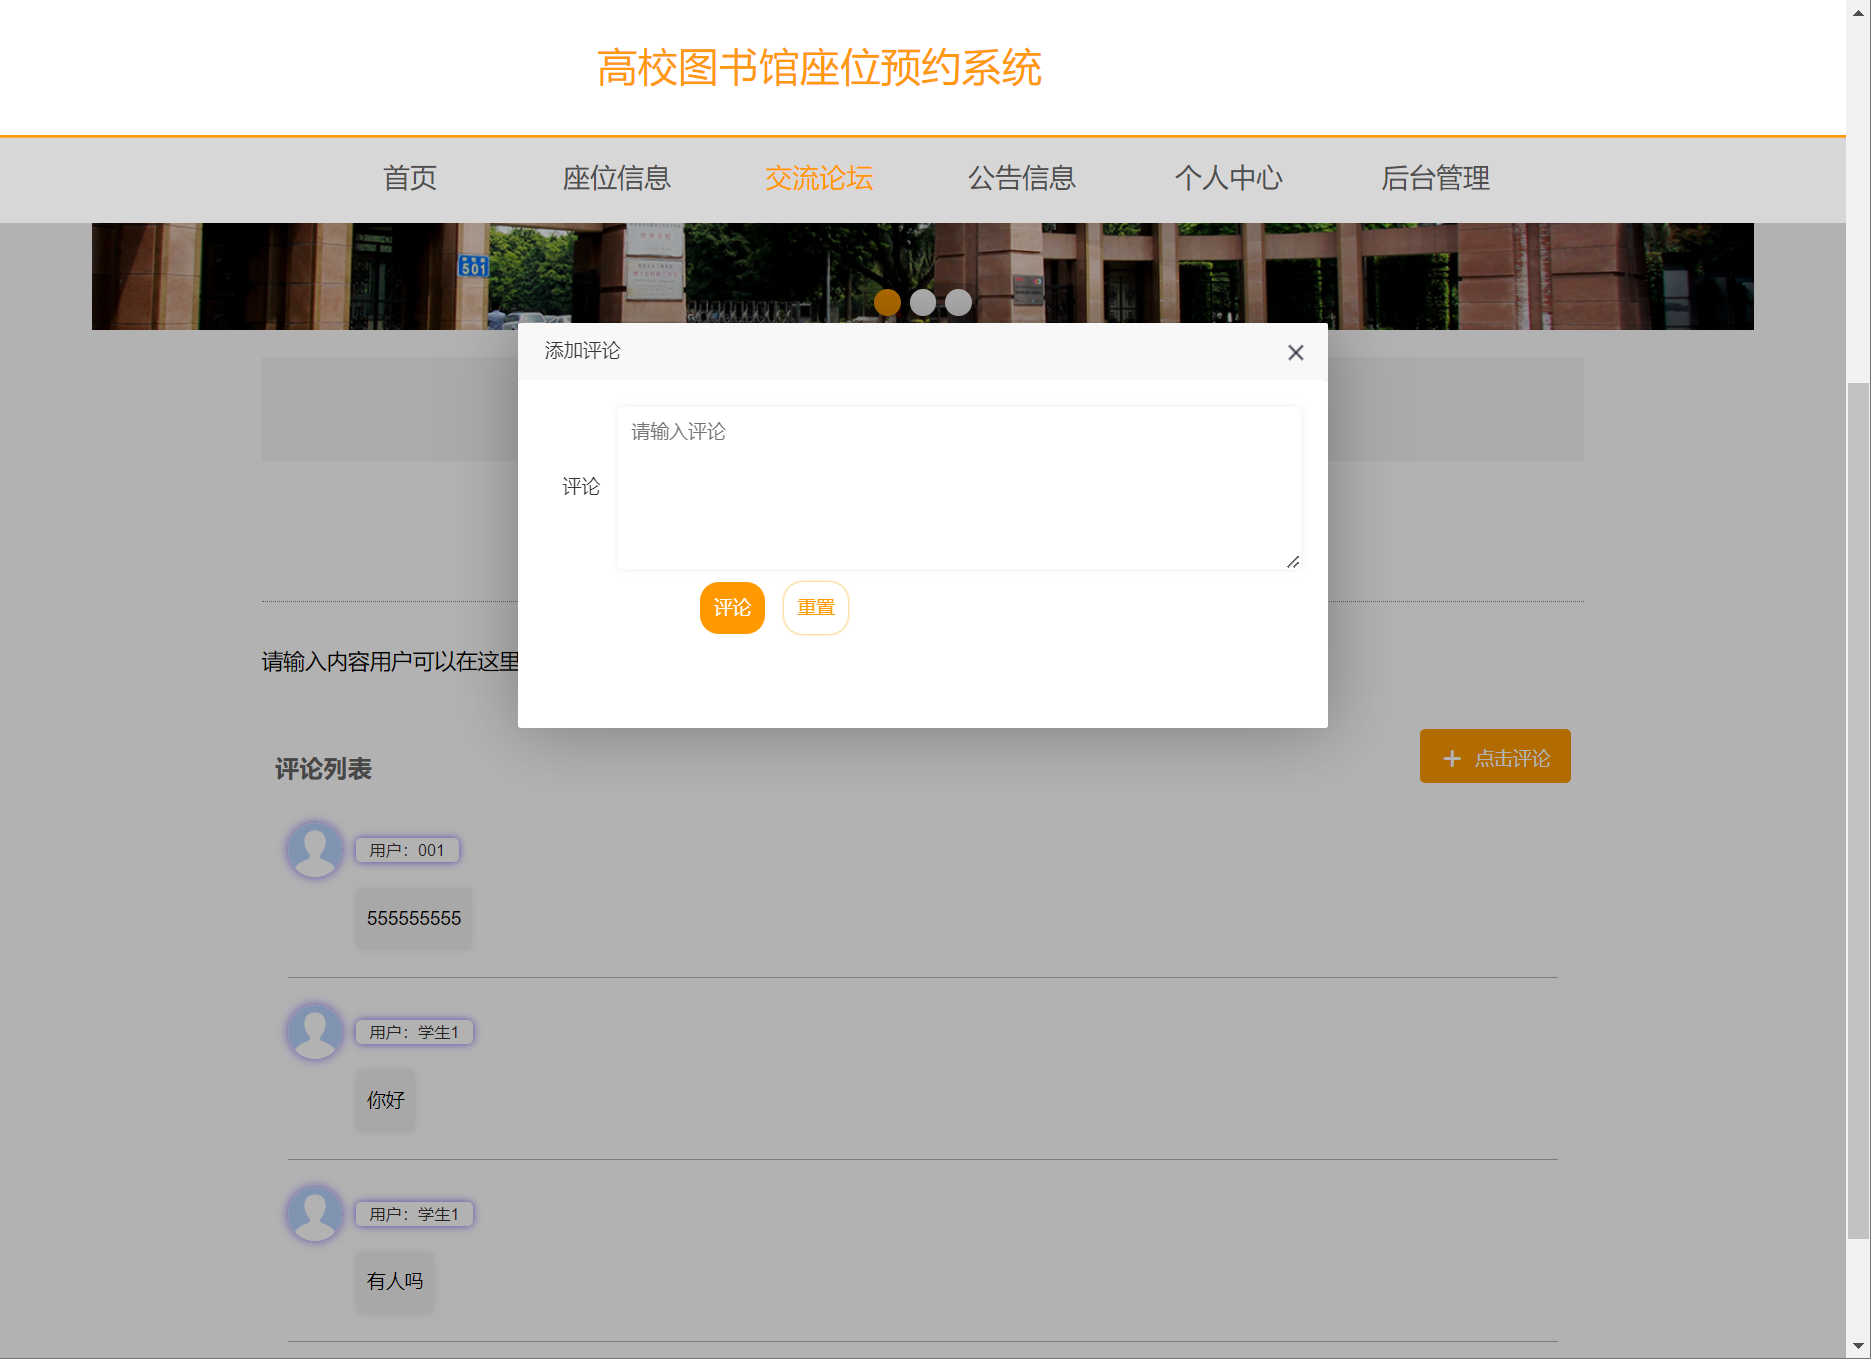 高校图书馆座位预约系统
首页 座位信息 交流论坛 公告信息 个人中心 后台管理
501
添加评论
请输入评论
评论
评论 重置
请输入内容用户可以在这里
评论列表
点击评论
用户：001
555555555
用户：学生1
你好
用户：学生1
有人吗